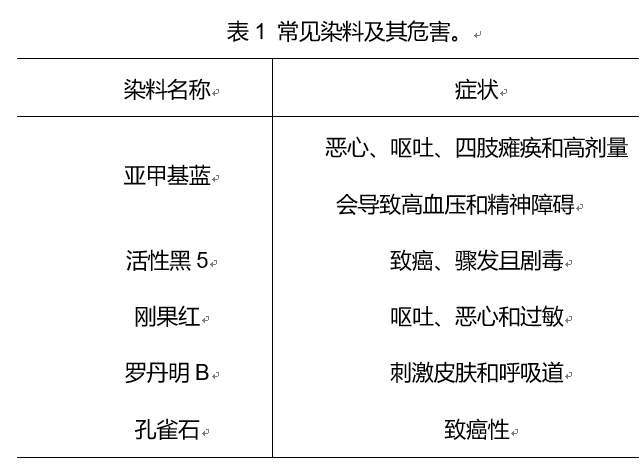 表 1 常见染料及其危害。
染料名称 症状
亚甲基蓝 恶心、呕吐、四肢瘫痪和高剂量
会导致高血压和精神障碍
活性黑 5 致癌、骤发且剧毒
刚果红 呕吐、恶心和过敏
罗丹明 B 刺激皮肤和呼吸道
孔雀石 致癌性